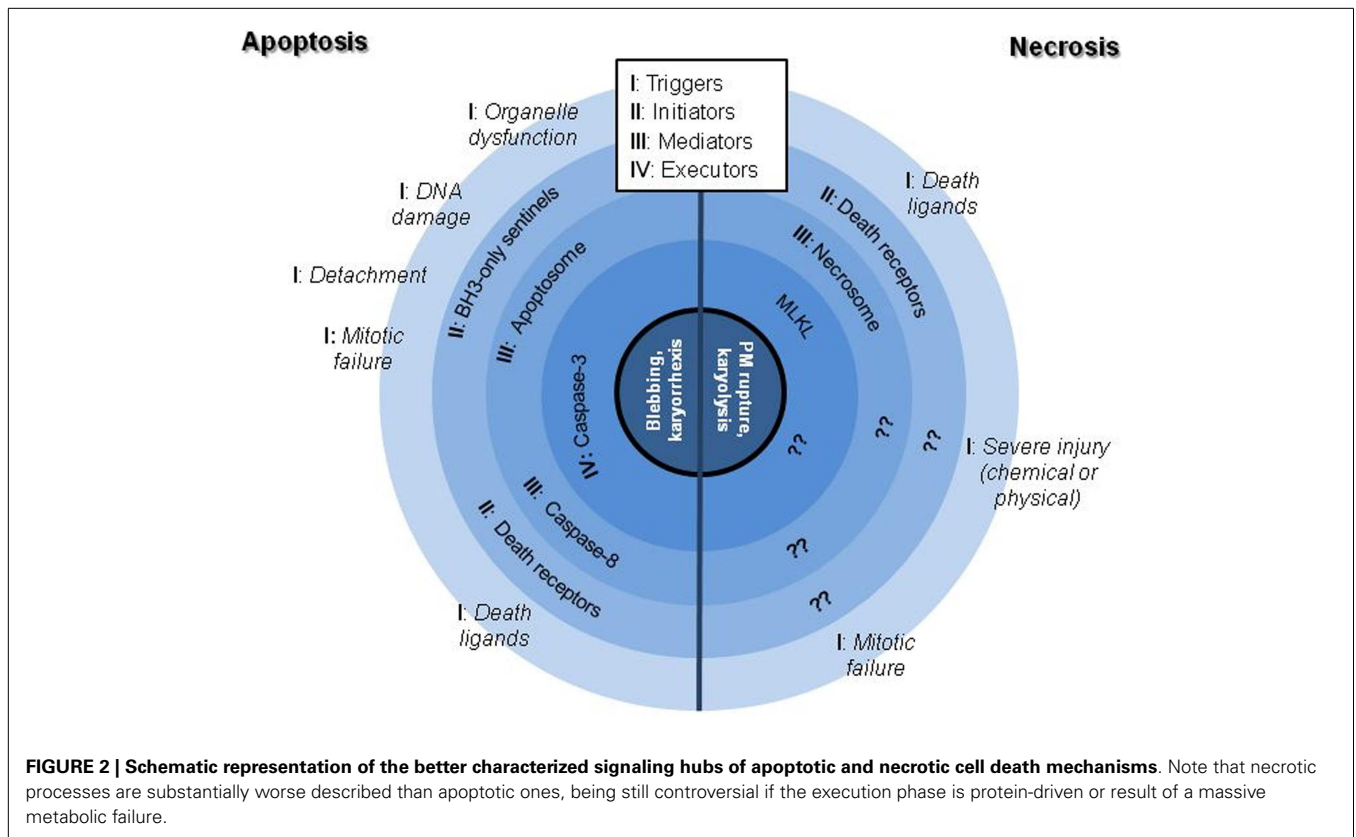 Apoptosis
Necrosis
I: Triggers
II: Initiators
III: Mediators
IV: Executors
I: Organelle
dysfunction
I: DNA
damage
I: Detachment
I: Mitotic
failure
I: Death
ligands
II: BH3-only sentinels
III: Apoptosome
IV: Caspase-3
III: Caspase-8
II: Death receptors
Blebbing,
karyorrhexis
PM rupture,
karyolysis
I: Death
ligands
II: Death receptors
III: Necrosome
MLKL
??
??
??
I: Severe injury
(chemical or
physical)
??
??
I: Mitotic
failure
FIGURE 2 | Schematic representation of the better characterized signaling hubs of apoptotic and necrotic cell death mechanisms. Note that necrotic
processes are substantially worse described than apoptotic ones, being still controversial if the execution phase is protein-driven or result of a massive
metabolic failure.